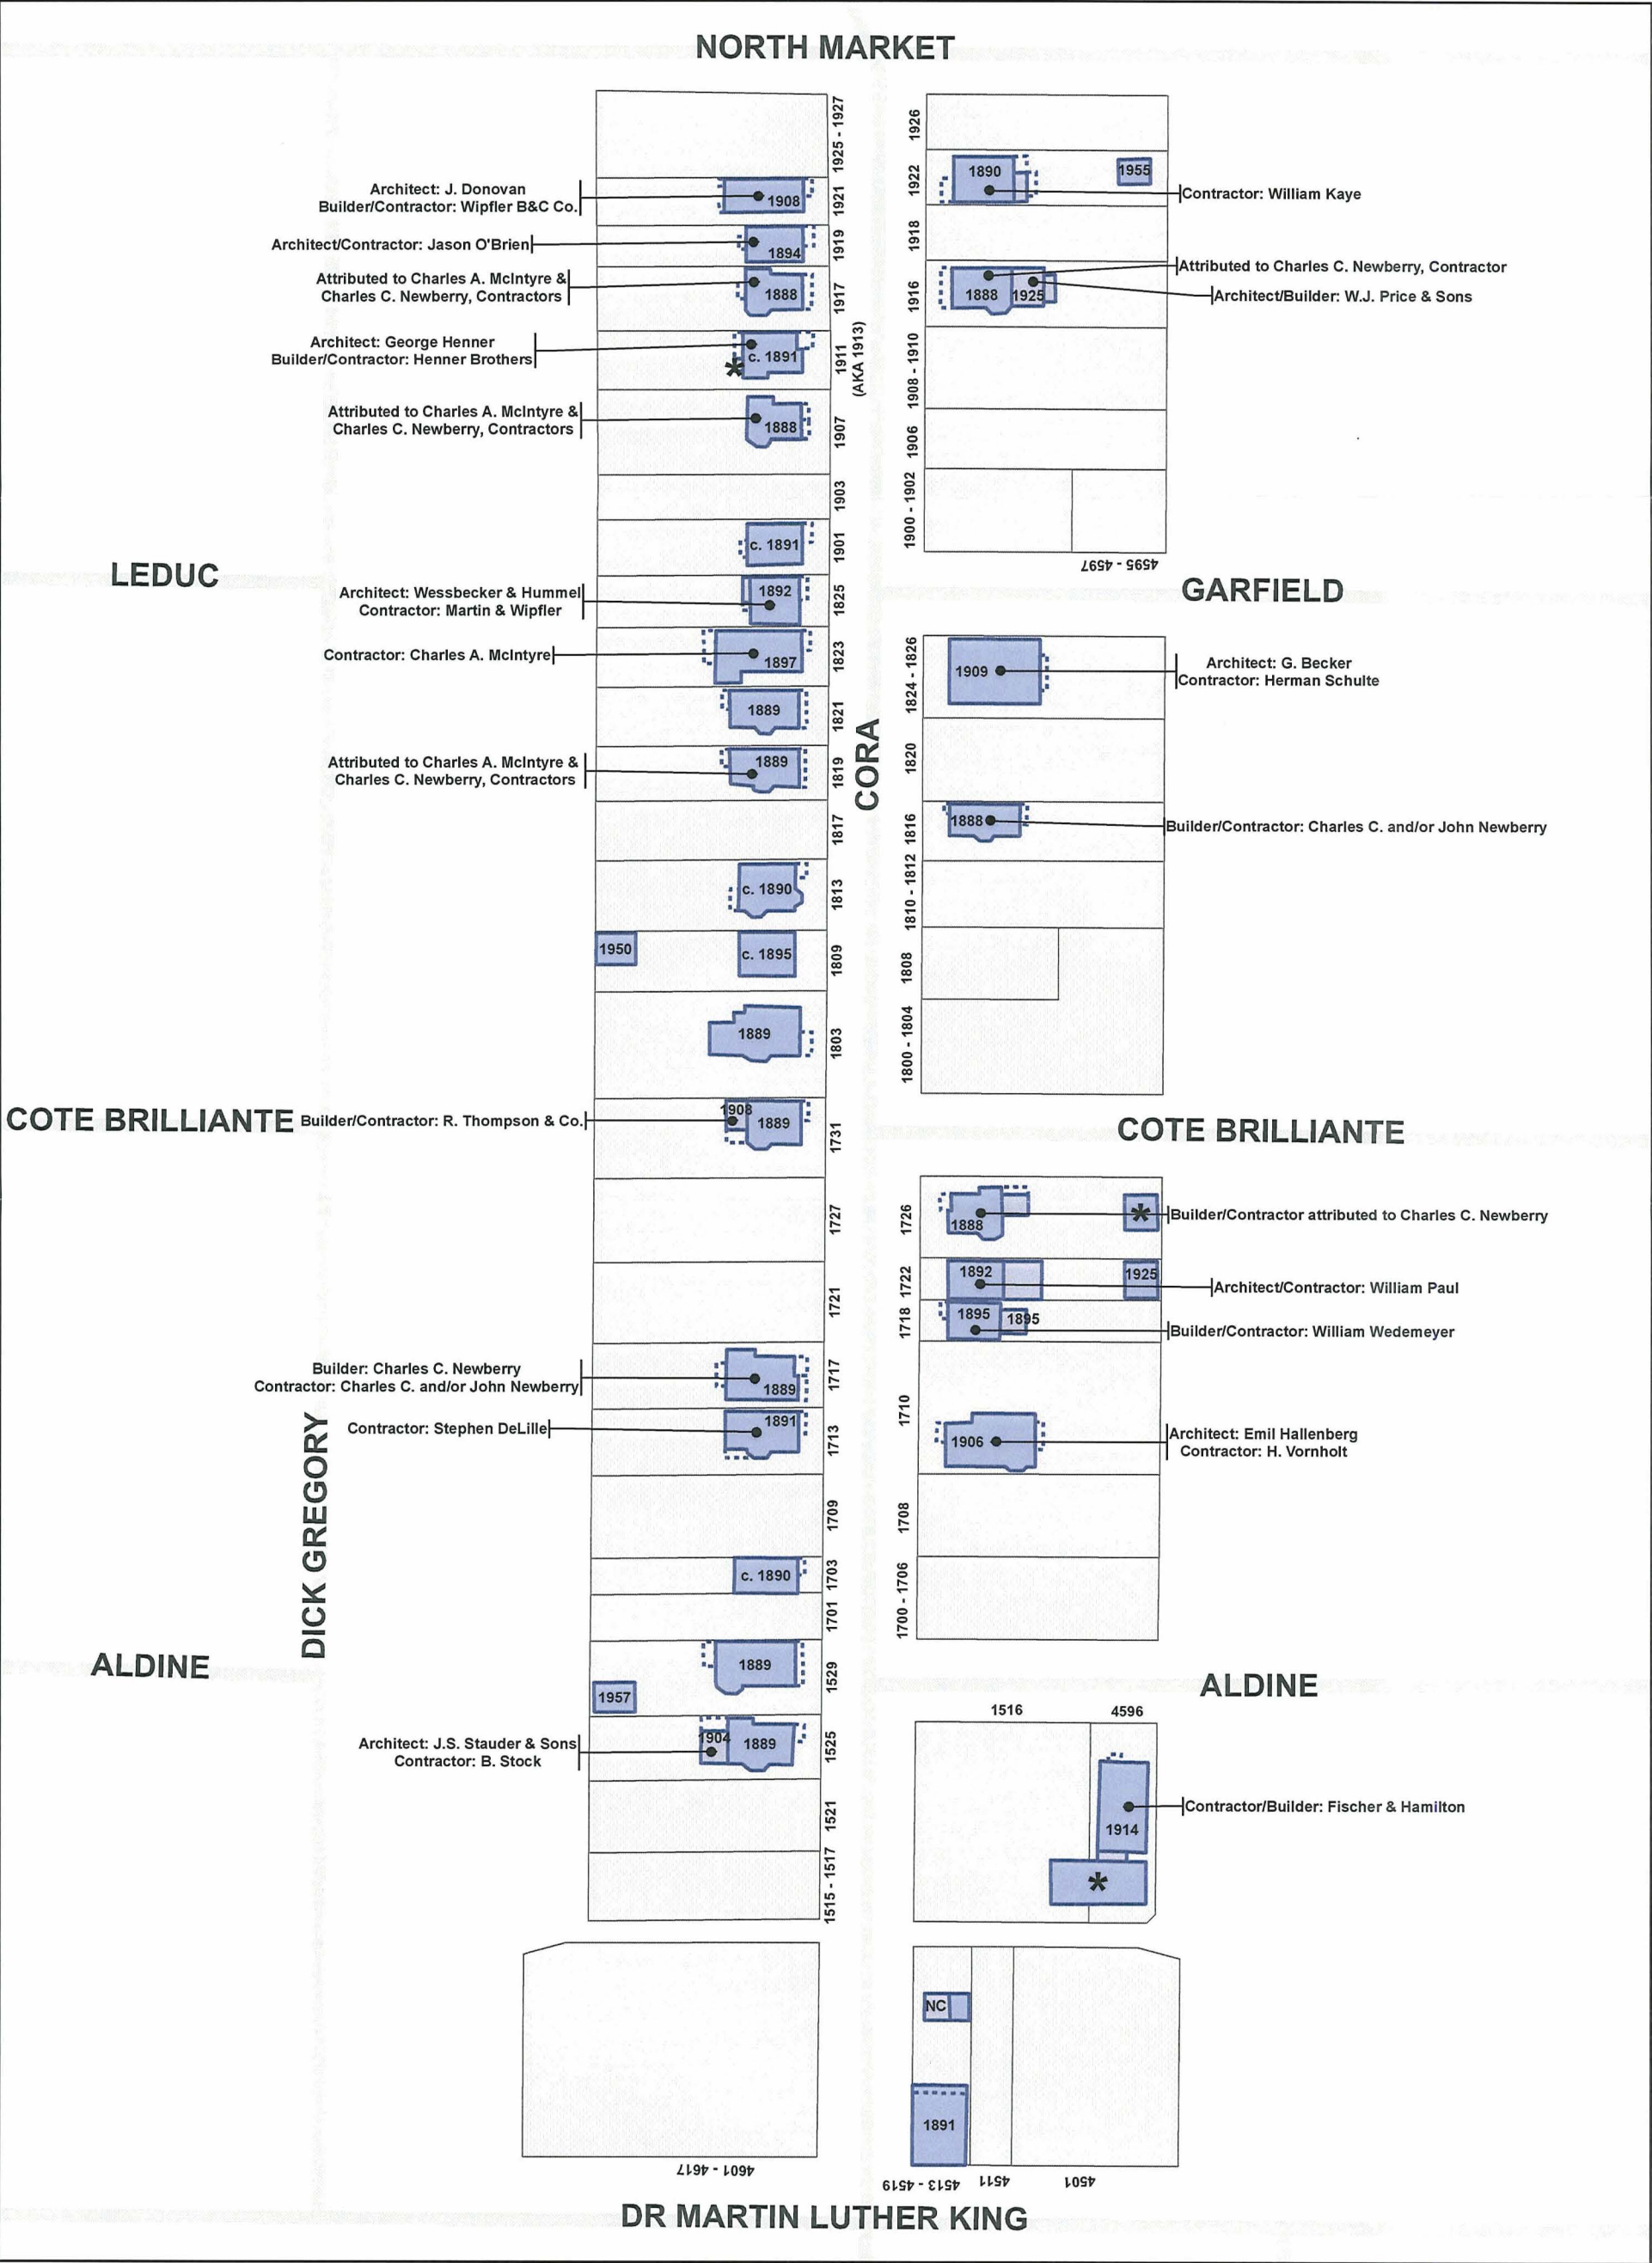 NORTH MARKET
1925 - 1927
Architect: J. Donovan
Builder/Contractor: Wipfler B&C Co.
1908
1921
Architect/Contractor: Jason O'Brien
1894
1919
Attributed to Charles A. McIntyre &
Charles C. Newberry, Contractors
1888
1917
Architect: George Henner
Builder/Contractor: Henner Brothers
*
c. 1891
1911
(AKA 1913)
Attributed to Charles A. McIntyre &
Charles C. Newberry, Contractors
1888
1907
1903
c. 1891
1901
LEDUC
Architect: Wessbecker & Hummel
Contractor: Martin & Wipfler
1892
1825
Contractor: Charles A. McIntyre
1897
1823
1889
1821
Attributed to Charles A. McIntyre &
Charles C. Newberry, Contractors
1889
1819
CORA
1817
c. 1890
1813
1950
c. 1895
1809
1889
1803
COTE BRILLIANTE
Builder/Contractor: R. Thompson & Co.
1908
1889
1731
1727
1721
Builder: Charles C. Newberry
Contractor: Charles C. and/or John Newberry
1889
1717
Contractor: Stephen DeLille
1891
1713
DICK GREGORY
1709
c. 1890
1703
1701
ALDINE
1889
1957
1529
Architect: J.S. Stauder & Sons
Contractor: B. Stock
1904
1889
1525
1521
1515 - 1517
4601 - 4617
1926
1922
1890
1955
Contractor: William Kaye
1918
1916
1888
1925
Attributed to Charles C. Newberry, Contractor
Architect/Builder: W.J. Price & Sons
1908 - 1910
1906
1900 - 1902
4595 - 4597
GARFIELD
1824 - 1826
1909
Architect: G. Becker
Contractor: Herman Schulte
1820
1816
1888
Builder/Contractor: Charles C. and/or John Newberry
1810 - 1812
1808
1800 - 1804
COTE BRILLIANTE
1726
1888
*
Builder/Contractor attributed to Charles C. Newberry
1722
1892
1925
Architect/Contractor: William Paul
1718
1895
1895
Builder/Contractor: William Wedemeyer
1710
1906
Architect: Emil Hallenberg
Contractor: H. Vornholt
1708
1700 - 1706
ALDINE
1516
4596
Contractor/Builder: Fischer & Hamilton
1914
*
NC
1891
4513 - 4519
4511
4501
DR MARTIN LUTHER KING